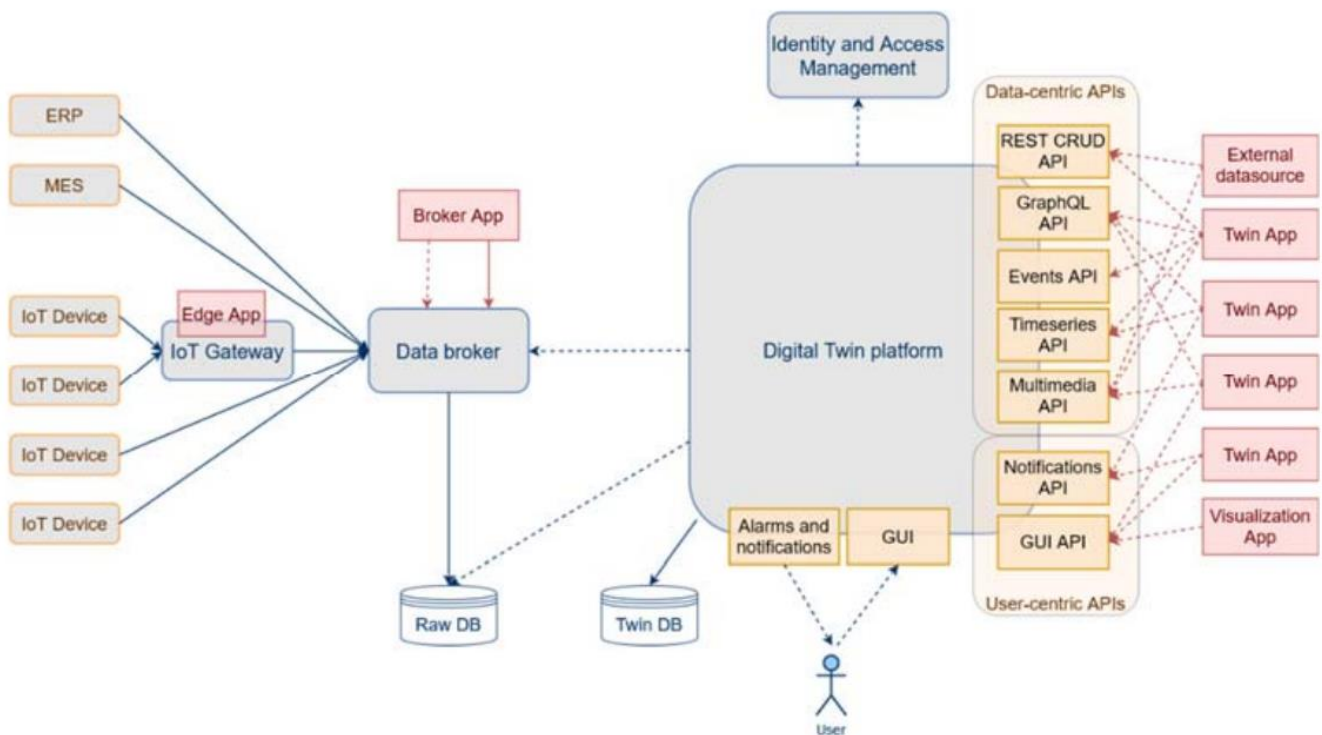 Identity and Access
Management
Data-centric APIs
ERP
REST CRUD
API
External
datasource
MES
Broker App
GraphQL
API
Twin App
Events API
IoT Device
Edge App
IoT Gateway
Data broker
Digital Twin platform
Timeseries
API
Twin App
IoT Device
Multimedia
API
Twin App
IoT Device
Notifications
API
Twin App
IoT Device
Alarms and
notifications
GUI
GUI API
Visualization
App
User-centric APIs
Raw DB
Twin DB
User